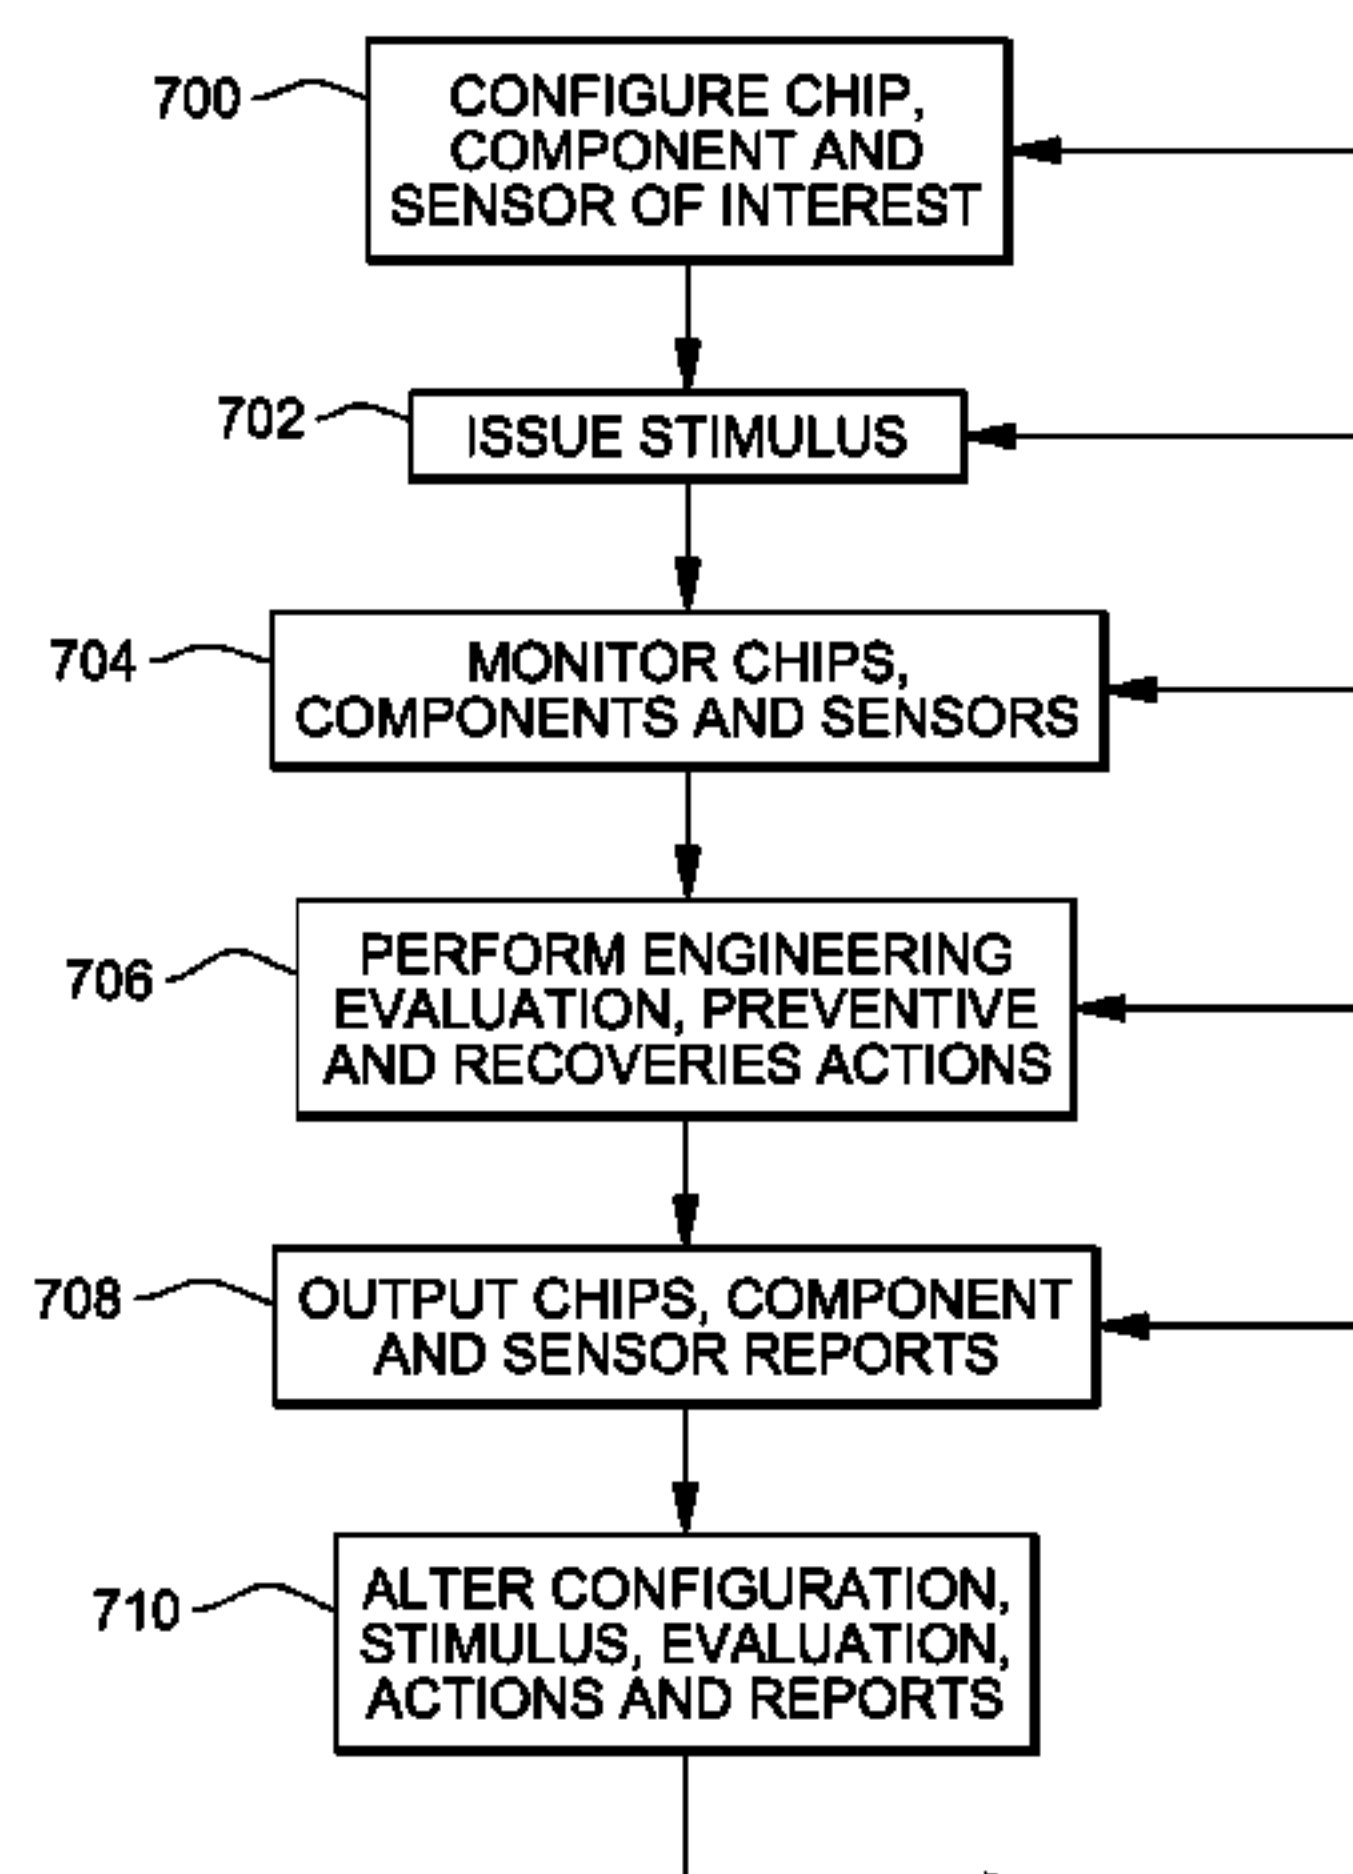 700
CONFIGURE CHIP,
COMPONENT AND
SENSOR OF INTEREST
702
ISSUE STIMULUS
704
MONITOR CHIPS,
COMPONENTS AND SENSORS
706
PERFORM ENGINEERING
EVALUATION, PREVENTIVE
AND RECOVERIES ACTIONS
708
OUTPUT CHIPS, COMPONENT
AND SENSOR REPORTS
710
ALTER CONFIGURATION,
STIMULUS, EVALUATION,
ACTIONS AND REPORTS